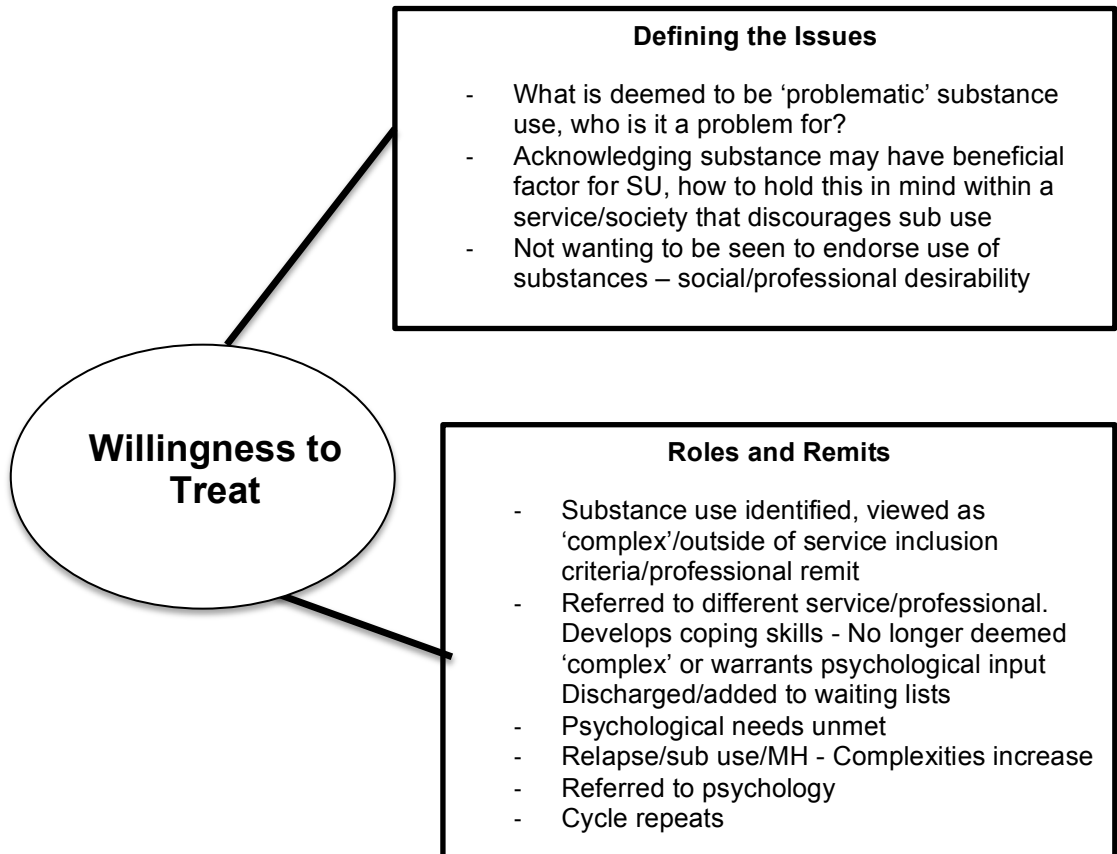 Defining the Issues
- What is deemed to be ‘problematic’ substance
use, who is it a problem for?
- Acknowledging substance may have beneficial
factor for SU, how to hold this in mind within a
service/society that discourages sub use
- Not wanting to be seen to endorse use of
substances – social/professional desirability
Willingness to
Treat
Roles and Remits
- Substance use identified, viewed as
‘complex’/outside of service inclusion
criteria/professional remit
- Referred to different service/professional.
Develops coping skills - No longer deemed
‘complex’ or warrants psychological input
Discharged/added to waiting lists
- Psychological needs unmet
- Relapse/sub use/MH - Complexities increase
- Referred to psychology
- Cycle repeats